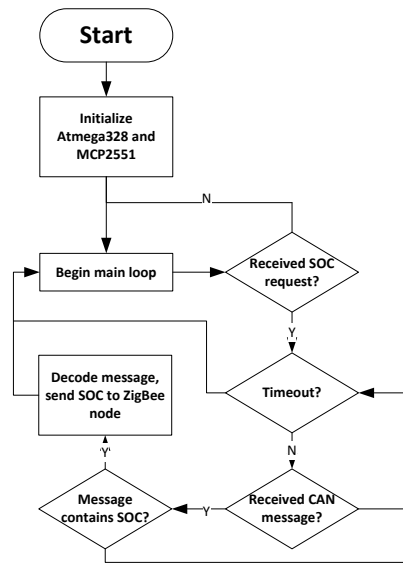 Start
Initialize
Atmega328 and
MCP2551
N
Begin main loop
Received SOC
request?
Y
Decode message,
send SOC to ZigBee
node
Timeout?
Y
N
Message
contains SOC?
Y
Received CAN
message?